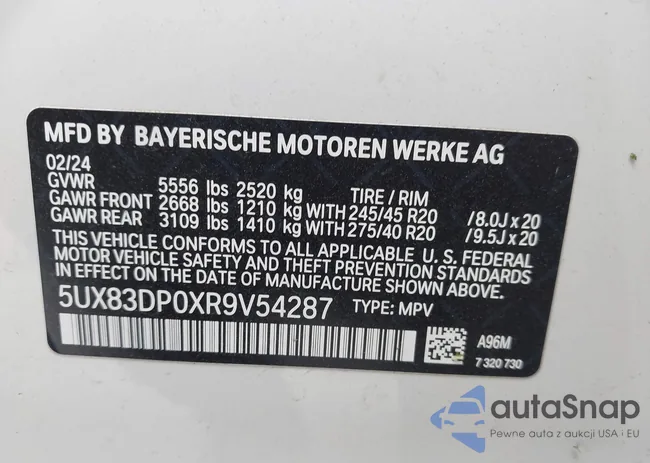 MFD BY BAYERISCHE MOTOREN WERKE AG
02/24
GVWR 5556 lbs 2520 kg TIRE / RIM
GAWR FRONT 2668 lbs 1210 kg WITH 245/45 R20 /8.0J x 20
GAWR REAR 3109 lbs 1410 kg WITH 275/40 R20 /9.5J x 20
THIS VEHICLE CONFORMS TO ALL APPLICABLE U. S. FEDERAL
MOTOR VEHICLE SAFETY AND THEFT PREVENTION STANDARDS
IN EFFECT ON THE DATE OF MANUFACTURE SHOWN ABOVE.
5UX83DP0XR9V54287 TYPE: MPV
A96M
7 320 730
autoSnap
Pewne auta z aukcji USA i EU